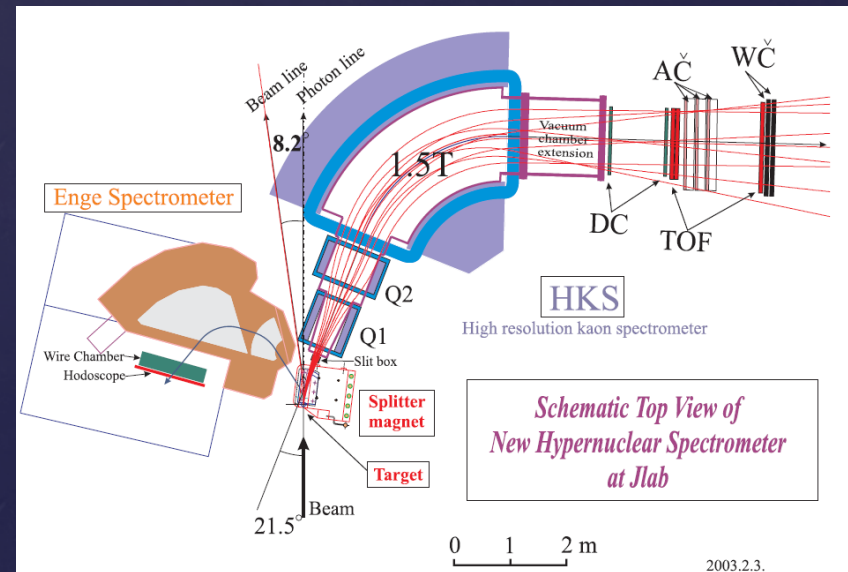 Beam line
Photon line
8.2°
Enge Spectrometer
1.5T
Vacuum
chamber
extension
AČ
WČ
DC
TOF
Q2
Q1
HKS
High resolution kaon spectrometer
Wire Chamber
Hodoscope
Slit box
Splitter
magnet
Target
Schematic Top View of
New Hypernuclear Spectrometer
at Jlab
Beam
21.5°
0 1 2 m
2003.2.3.